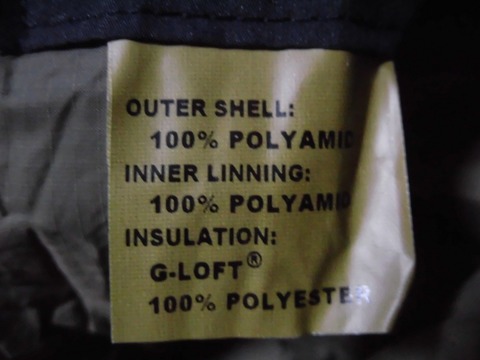 OUTER SHELL:
100% POLYAMID
INNER LINNING:
100% POLYAMID
INSULATION:
G-LOFT®
100% POLYESTER